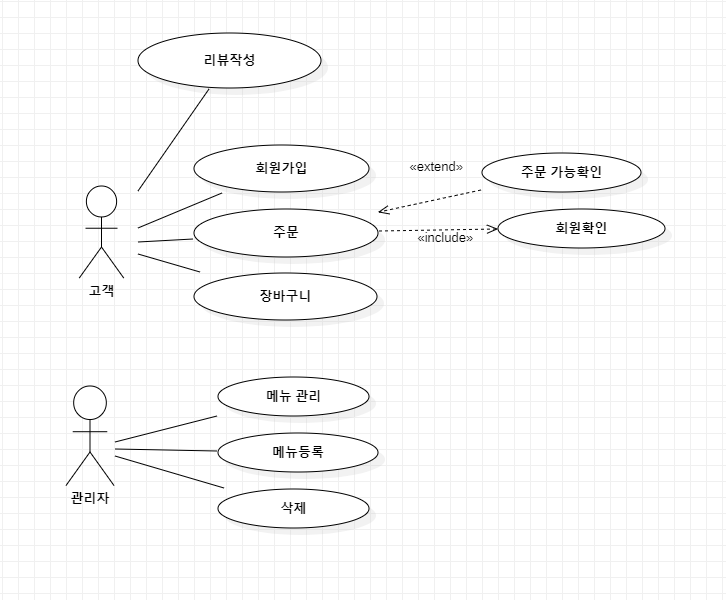 리뷰작성
회원가입
«extend»
주문 가능확인
주문
«include»
회원확인
고객
장바구니
메뉴 관리
메뉴등록
관리자
삭제